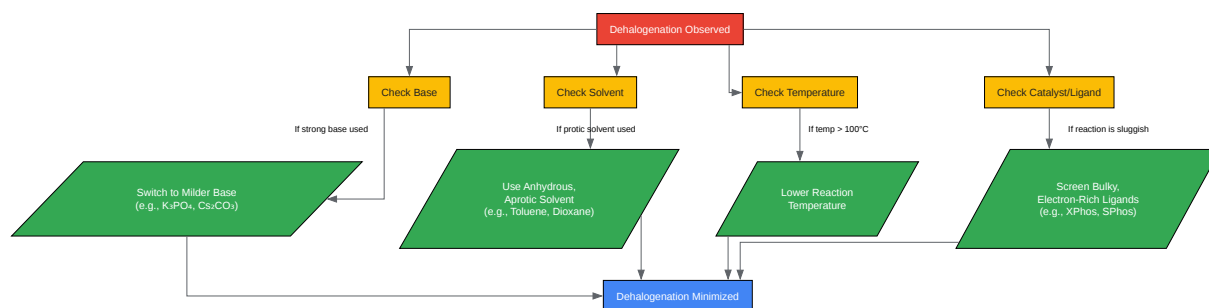 Dehalogenation Observed
Check Base
Check Solvent
Check Temperature
Check Catalyst/Ligand
If strong base used
If protic solvent used
If temp > 100°C
If reaction is sluggish
Switch to Milder Base
(e.g., K₃PO₄, Cs₂CO₃)
Use Anhydrous,
Aprotic Solvent
(e.g., Toluene, Dioxane)
Lower Reaction
Temperature
Screen Bulky,
Electron-Rich Ligands
(e.g., XPhos, SPhos)
Dehalogenation Minimized